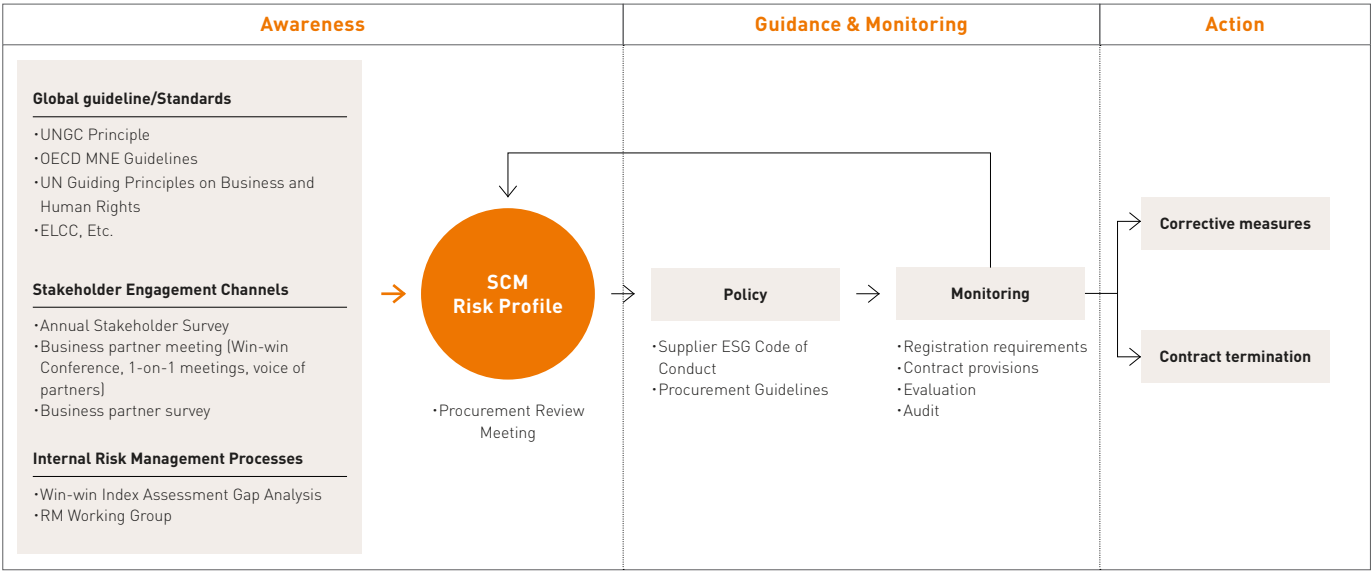 Awareness
Guidance & Monitoring
Action
Global guideline/Standards
•UNGC Principle
•OECD MNE Guidelines
•UN Guiding Principles on Business and
Human Rights
•ELCC, Etc.
Stakeholder Engagement Channels
•Annual Stakeholder Survey
•Business partner meeting (Win-win
Conference, 1-on-1 meetings, voice of
partners)
•Business partner survey
Internal Risk Management Processes
•Win-win Index Assessment Gap Analysis
•RM Working Group
SCM
Risk Profile
•Procurement Review
Meeting
Policy
•Supplier ESG Code of
Conduct
•Procurement Guidelines
Monitoring
•Registration requirements
•Contract provisions
•Evaluation
•Audit
Corrective measures
Contract termination